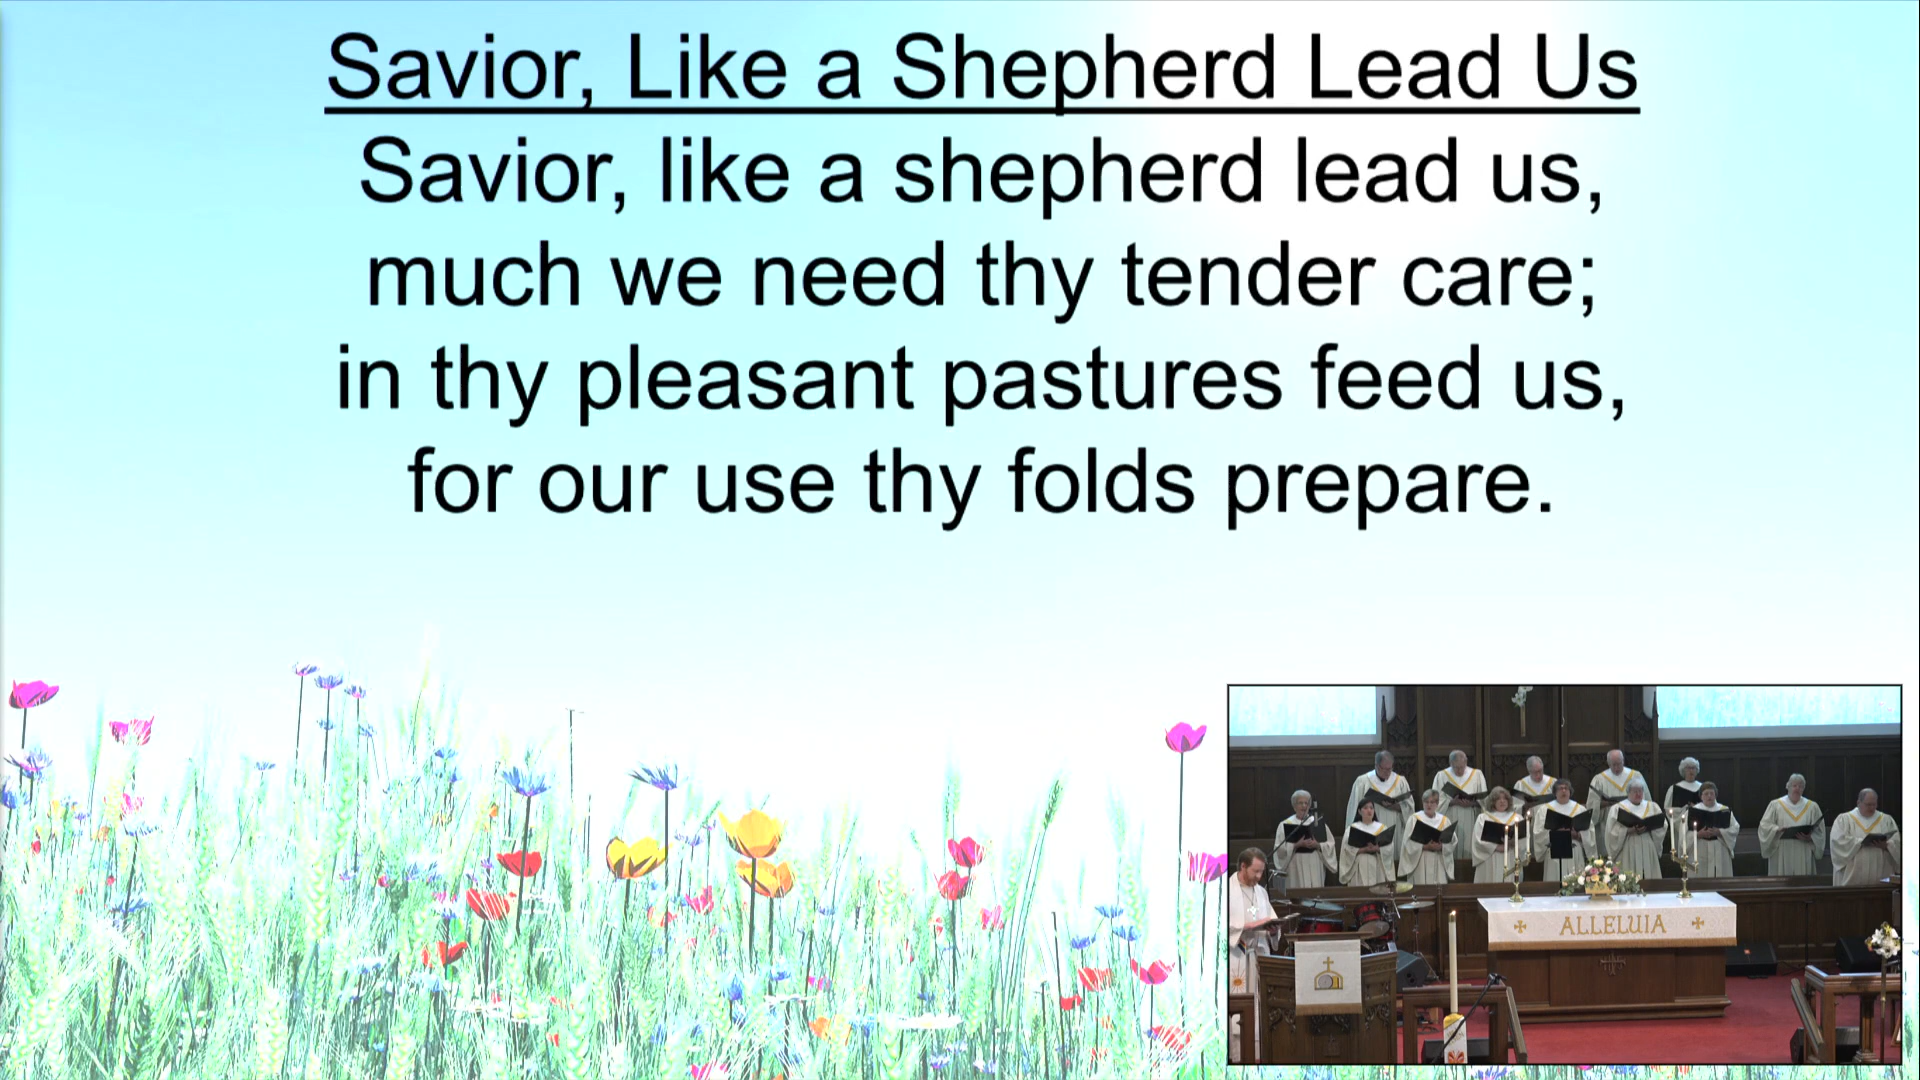 Savior, Like a Shepherd Lead Us
Savior, like a shepherd lead us,
much we need thy tender care;
in thy pleasant pastures feed us,
for our use thy folds prepare.
ALLELUIA